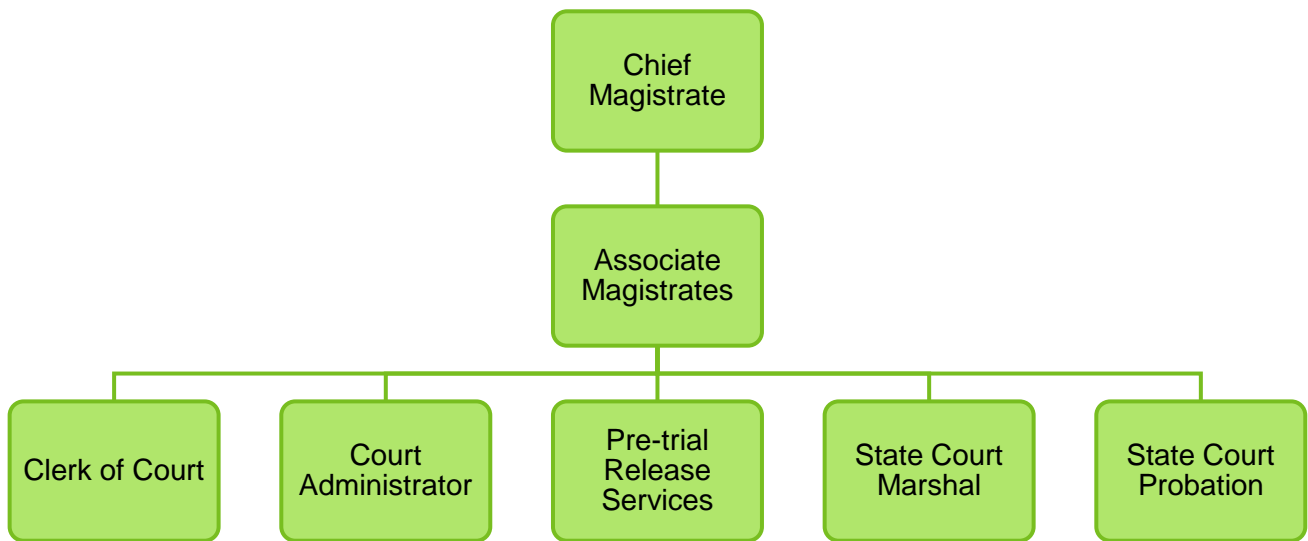 Chief
Magistrate
Associate
Magistrates
Clerk of Court
Court
Administrator
Pre-trial
Release
Services
State Court
Marshal
State Court
Probation